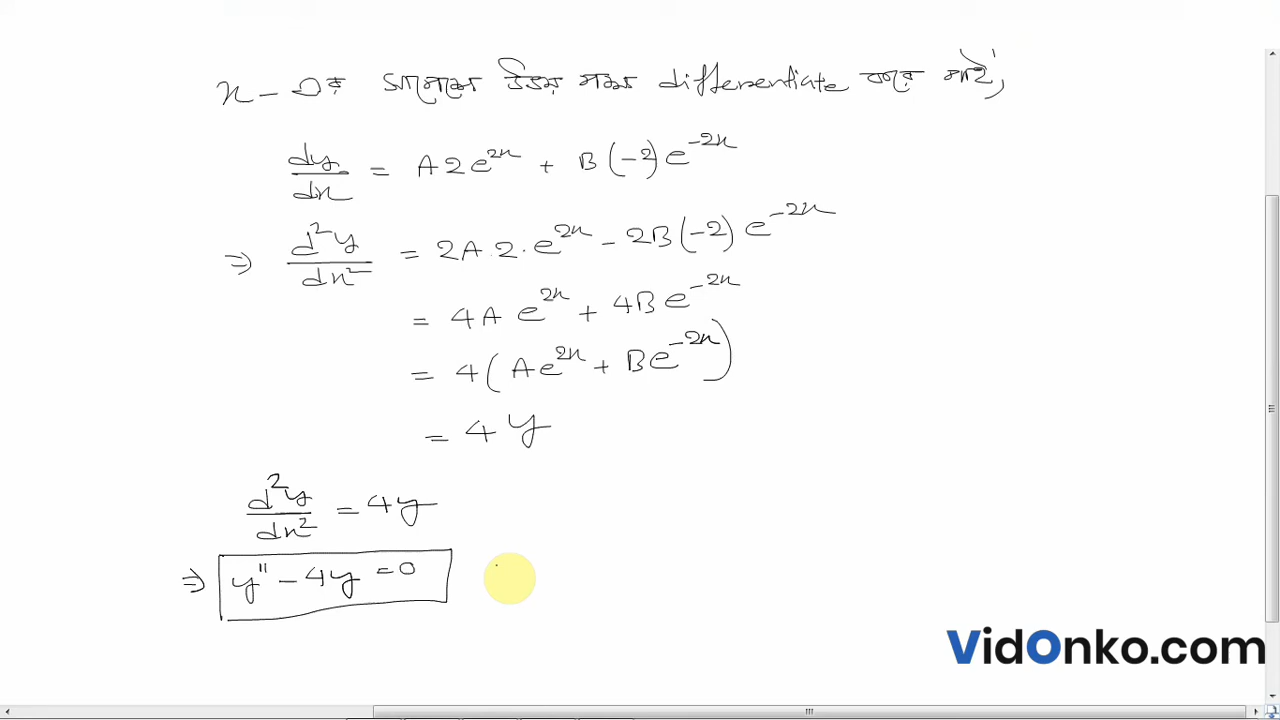 x - এর সাপেক্ষে উভয় পক্ষে differentiate করে পাই,
dy/dx = A2e^2x + B(-2)e^-2x
⇒ d²y/dx² = 2A.2.e^2x - 2B(-2)e^-2x
= 4Ae^2x + 4Be^-2x
= 4(Ae^2x + Be^-2x)
= 4y
d²y/dx² = 4y
⇒ y'' - 4y = 0
VidOnko.com